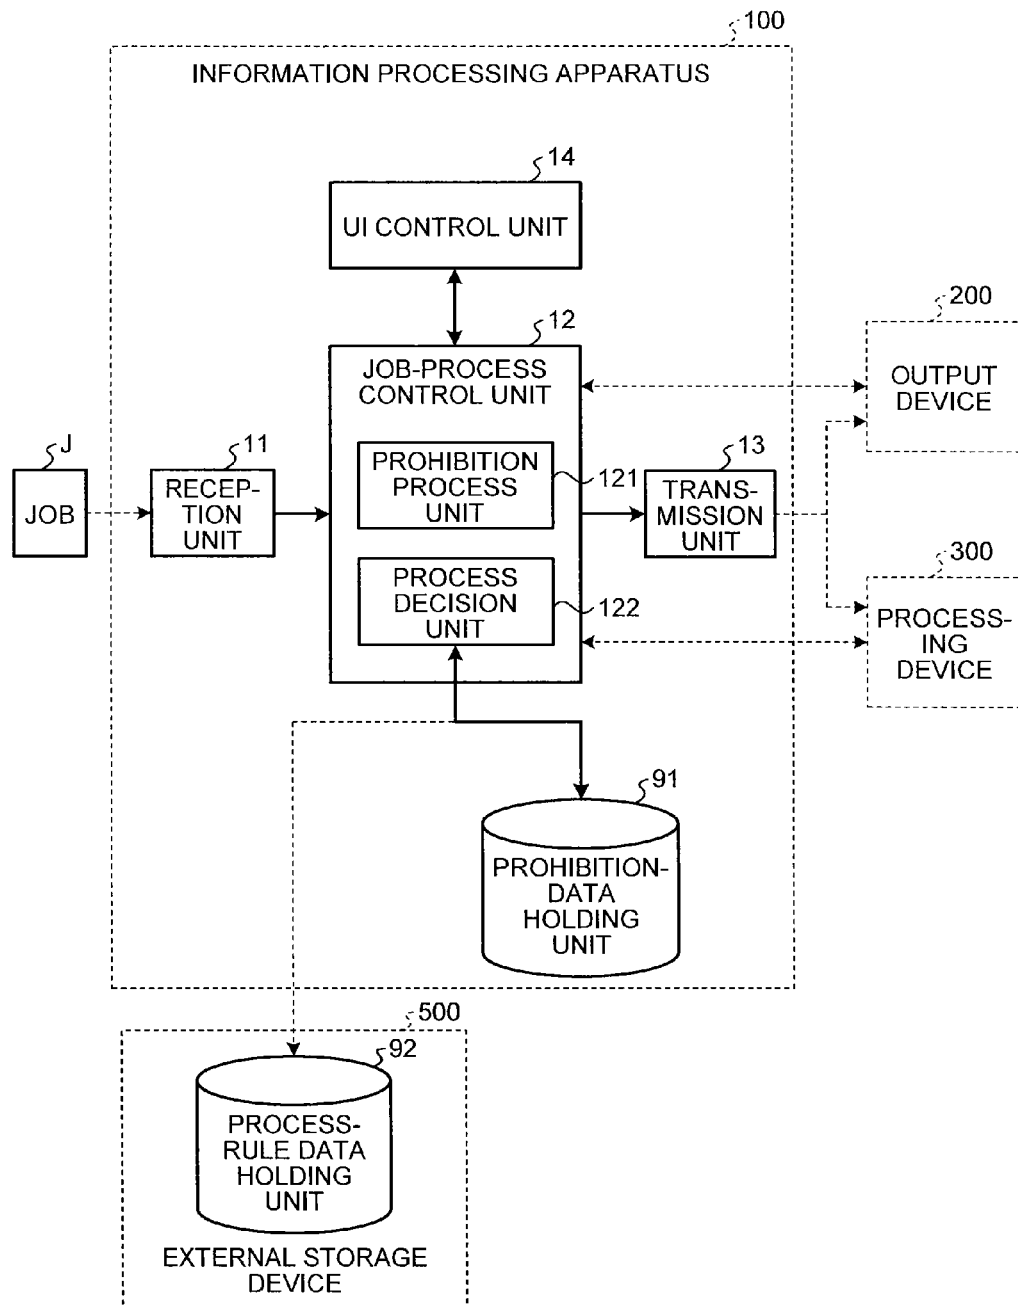 100
INFORMATION PROCESSING APPARATUS
14
UI CONTROL UNIT
12
JOB-PROCESS
CONTROL UNIT
200
OUTPUT
DEVICE
J
JOB
11
RECEP-
TION
UNIT
PROHIBITION
PROCESS
UNIT
121
13
TRANS-
MISSION
UNIT
PROCESS
DECISION
UNIT
122
300
PROCESS-
ING
DEVICE
91
PROHIBITION-
DATA
HOLDING
UNIT
500
92
PROCESS-
RULE DATA
HOLDING
UNIT
EXTERNAL STORAGE
DEVICE